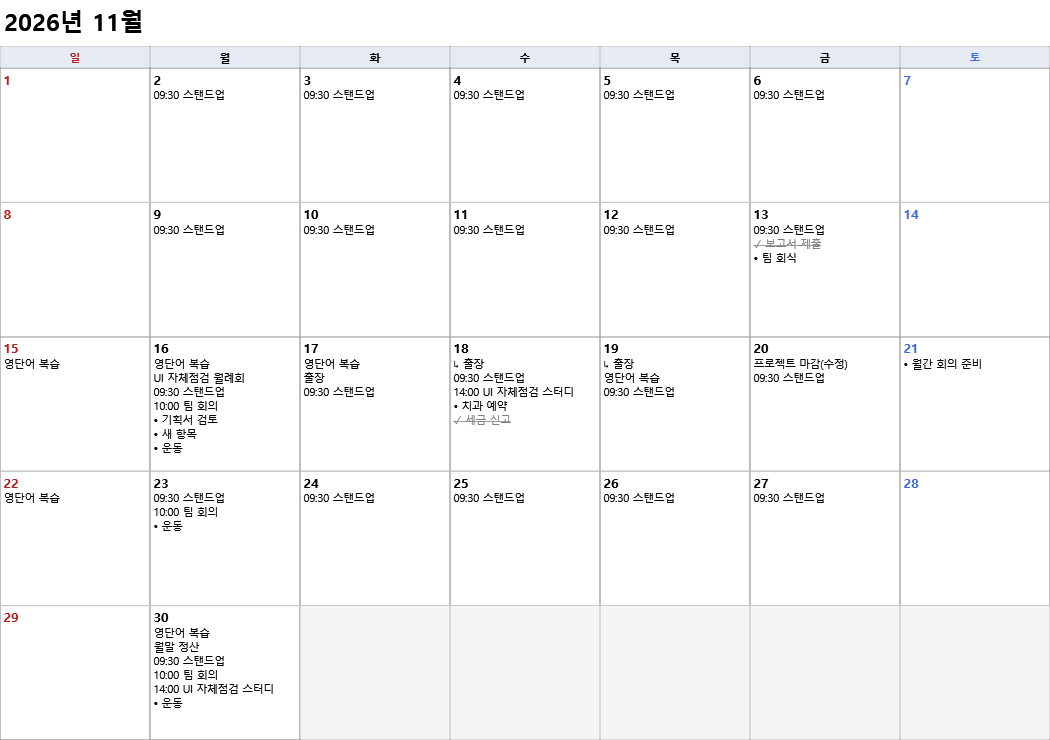 2026년 11월
일 월 화 수 목 금 토
1
2
09:30 스탠드업
3
09:30 스탠드업
4
09:30 스탠드업
5
09:30 스탠드업
6
09:30 스탠드업
7
8
9
09:30 스탠드업
10
09:30 스탠드업
11
09:30 스탠드업
12
09:30 스탠드업
13
09:30 스탠드업
✓ 보고서 제출
• 팀 회식
14
15
영단어 복습
16
영단어 복습
UI 자체점검 월례회
09:30 스탠드업
10:00 팀 회의
• 기획서 검토
• 새 항목
• 운동
17
영단어 복습
출장
09:30 스탠드업
18
↳ 출장
09:30 스탠드업
14:00 UI 자체점검 스터디
• 치과 예약
✓ 세금 신고
19
↳ 출장
영단어 복습
09:30 스탠드업
20
프로젝트 마감(수정)
09:30 스탠드업
21
• 월간 회의 준비
22
영단어 복습
23
09:30 스탠드업
10:00 팀 회의
• 운동
24
09:30 스탠드업
25
09:30 스탠드업
26
09:30 스탠드업
27
09:30 스탠드업
28
29
30
영단어 복습
월말 정산
09:30 스탠드업
10:00 팀 회의
14:00 UI 자체점검 스터디
• 운동